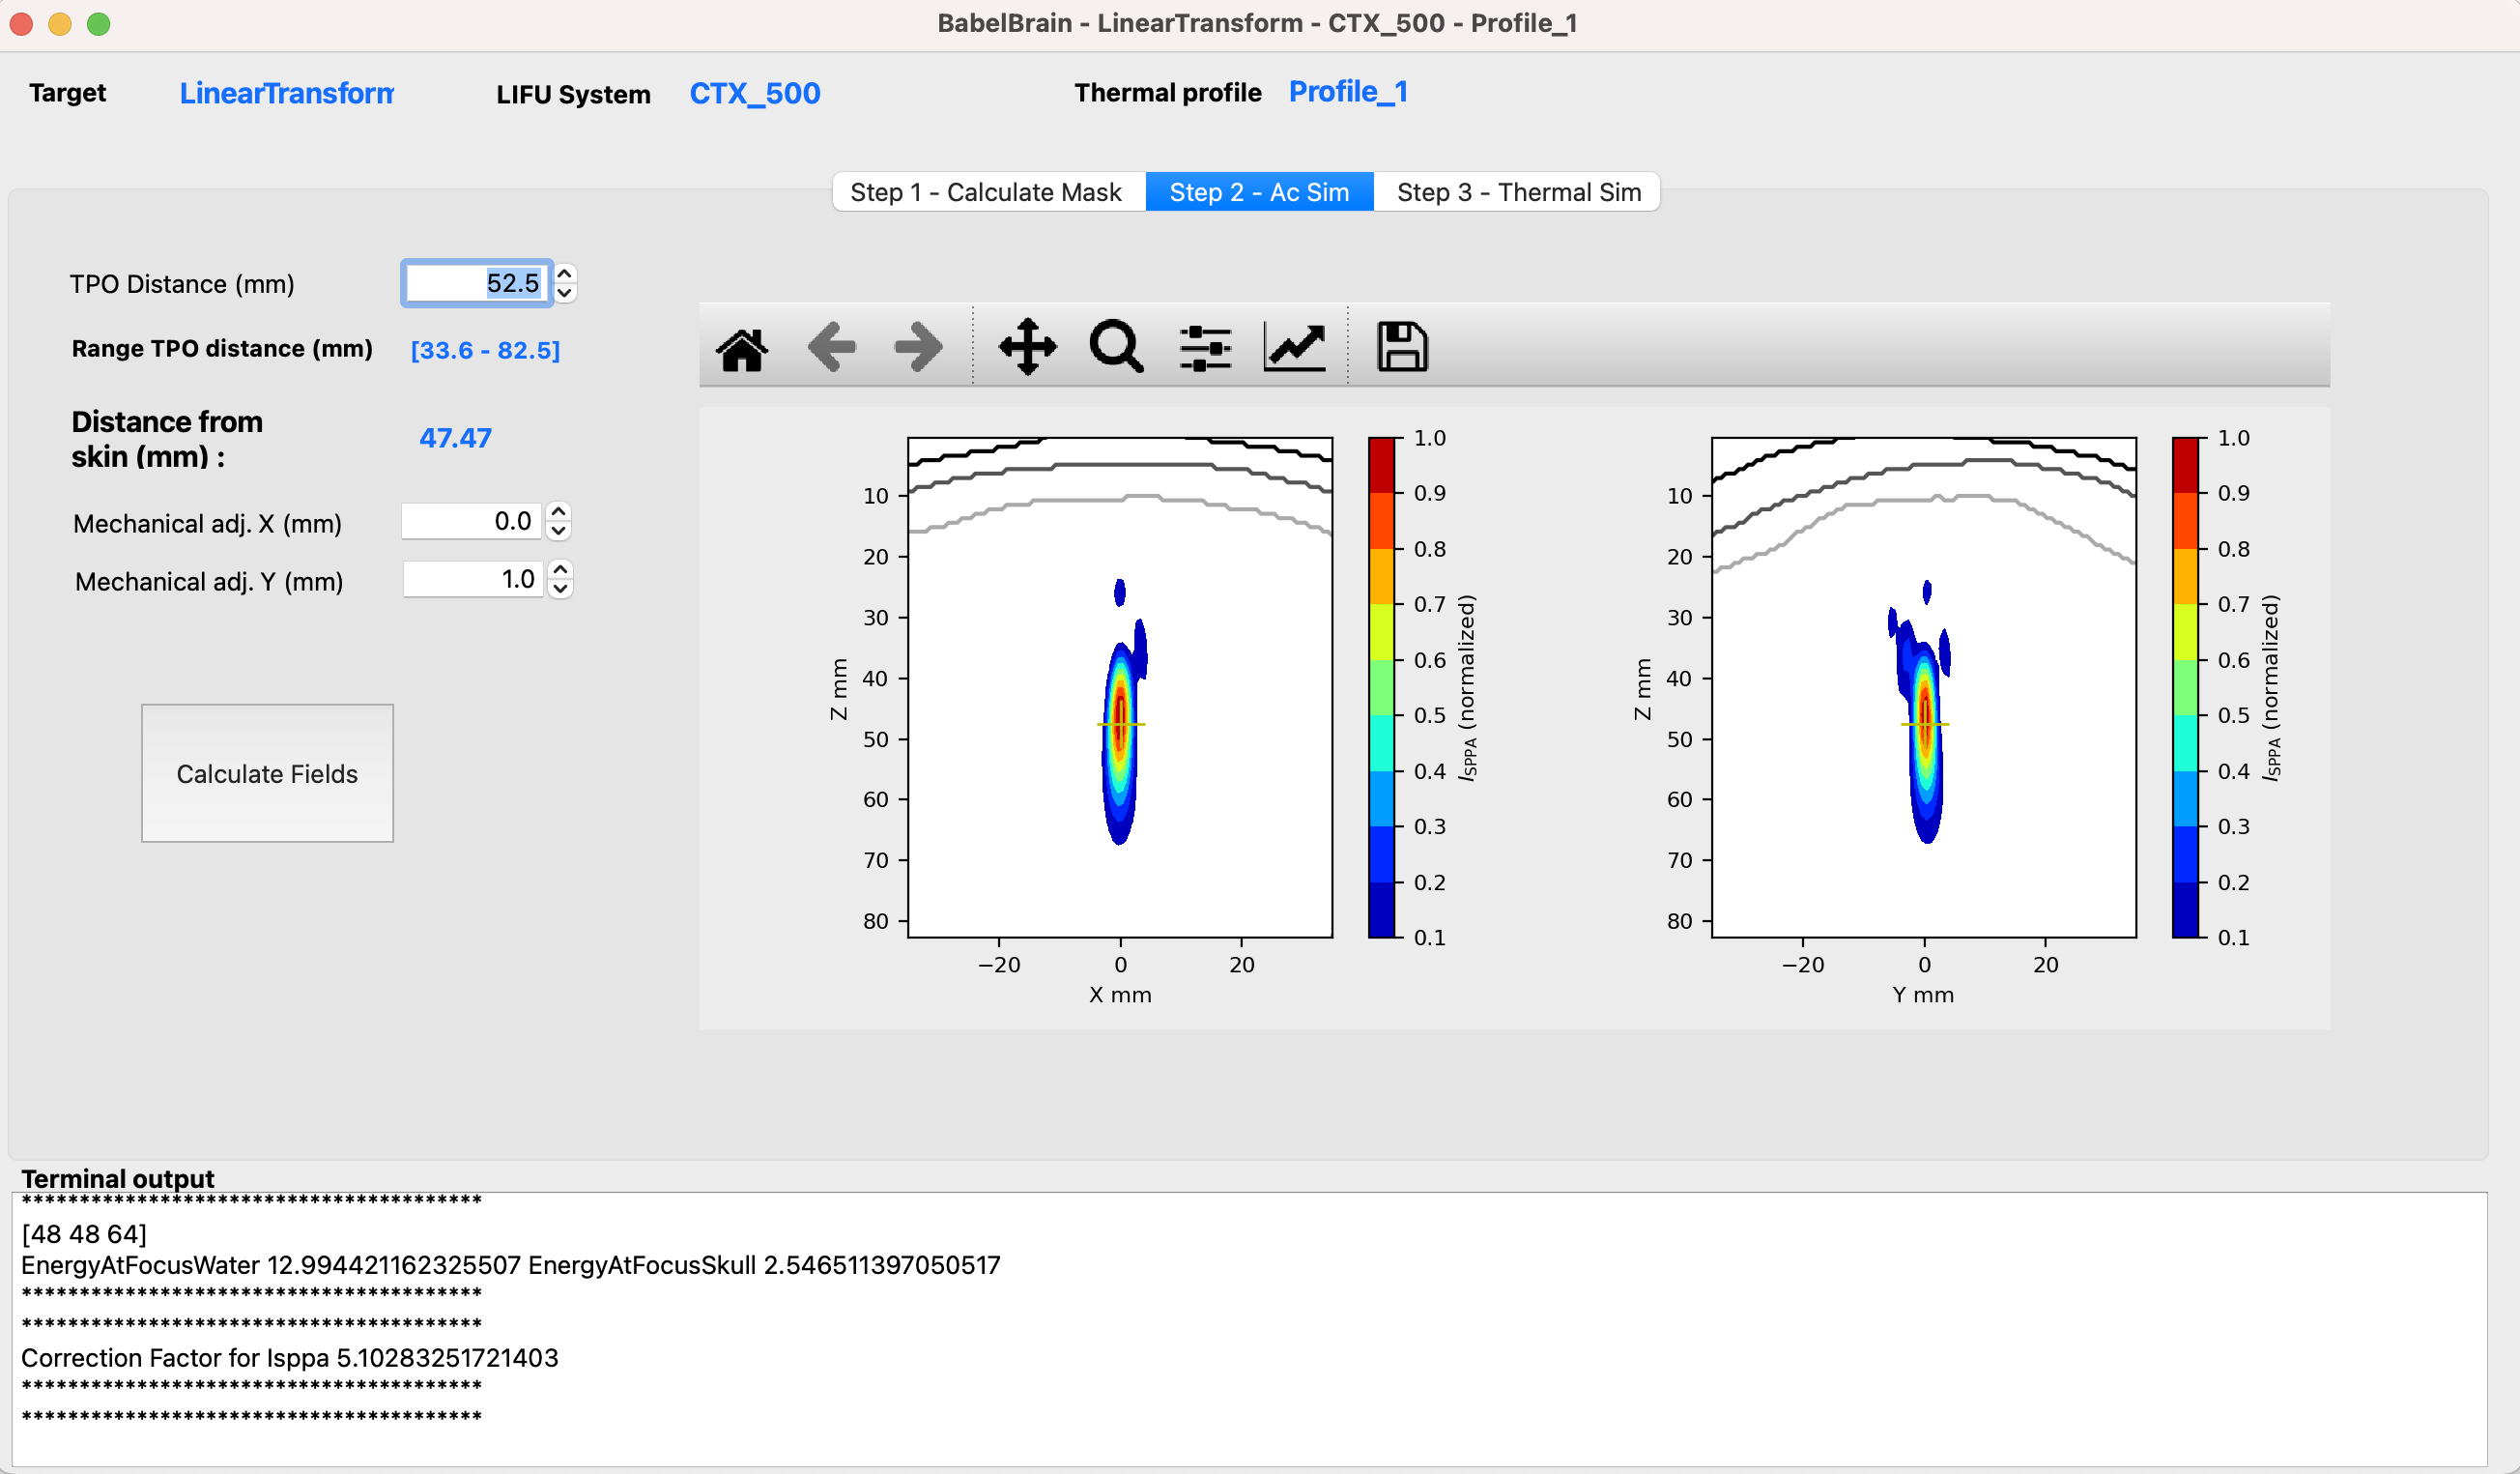 BabelBrain - LinearTransform - CTX_500 - Profile_1
Target LinearTransform LIFU System CTX_500 Thermal profile Profile_1
Step 1 - Calculate Mask Step 2 - Ac Sim Step 3 - Thermal Sim
TPO Distance (mm) 52.5
Range TPO distance (mm) [33.6 - 82.5]
Distance from
skin (mm) : 47.47
Mechanical adj. X (mm) 0.0
Mechanical adj. Y (mm) 1.0
Calculate Fields
Z mm
10
20
30
40
50
60
70
80
−20 0 20
X mm
1.0
0.9
0.8
0.7
0.6
0.5
0.4
0.3
0.2
0.1
ISPPA (normalized)
Z mm
10
20
30
40
50
60
70
80
−20 0 20
Y mm
1.0
0.9
0.8
0.7
0.6
0.5
0.4
0.3
0.2
0.1
ISPPA (normalized)
Terminal output
****************************************
[48 48 64]
EnergyAtFocusWater 12.994421162325507 EnergyAtFocusSkull 2.546511397050517
****************************************
****************************************
Correction Factor for Isppa 5.10283251721403
****************************************
****************************************